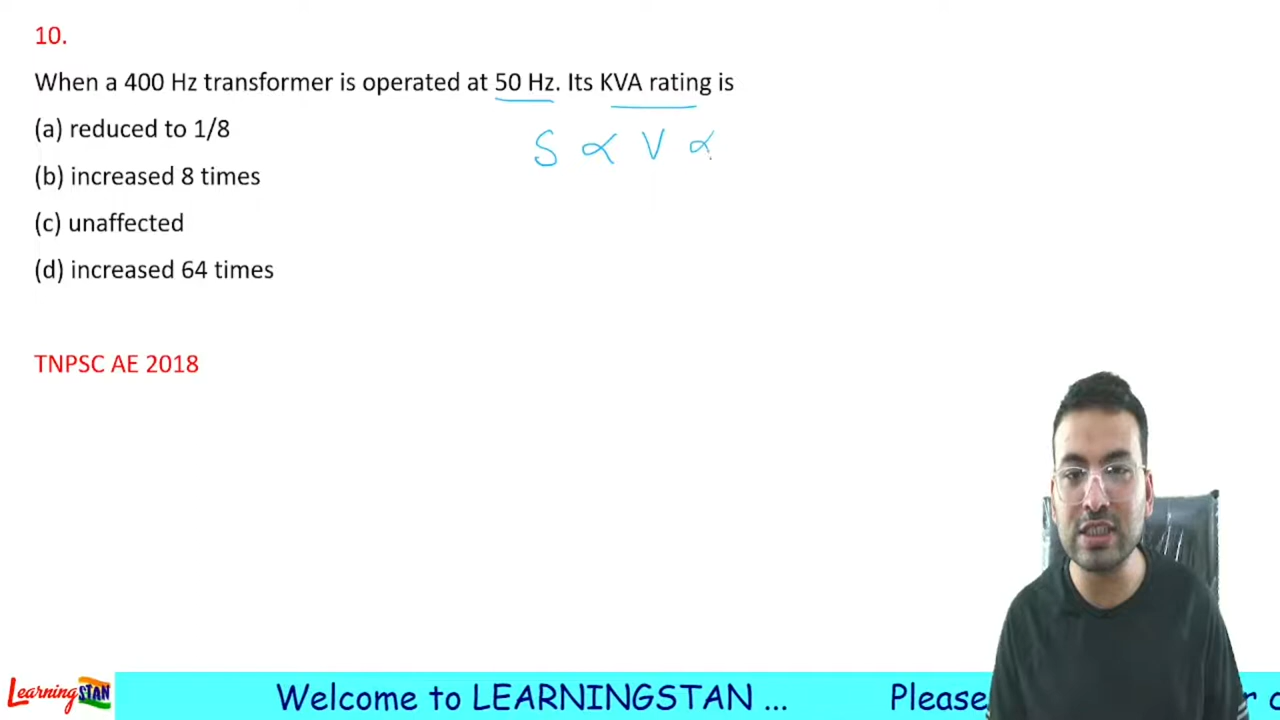 10.
When a 400 Hz transformer is operated at 50 Hz. Its KVA rating is
(a) reduced to 1/8
S ∝ V ∝
(b) increased 8 times
(c) unaffected
(d) increased 64 times
TNPSC AE 2018
Learning STAN
Welcome to LEARNINGSTAN ... Please